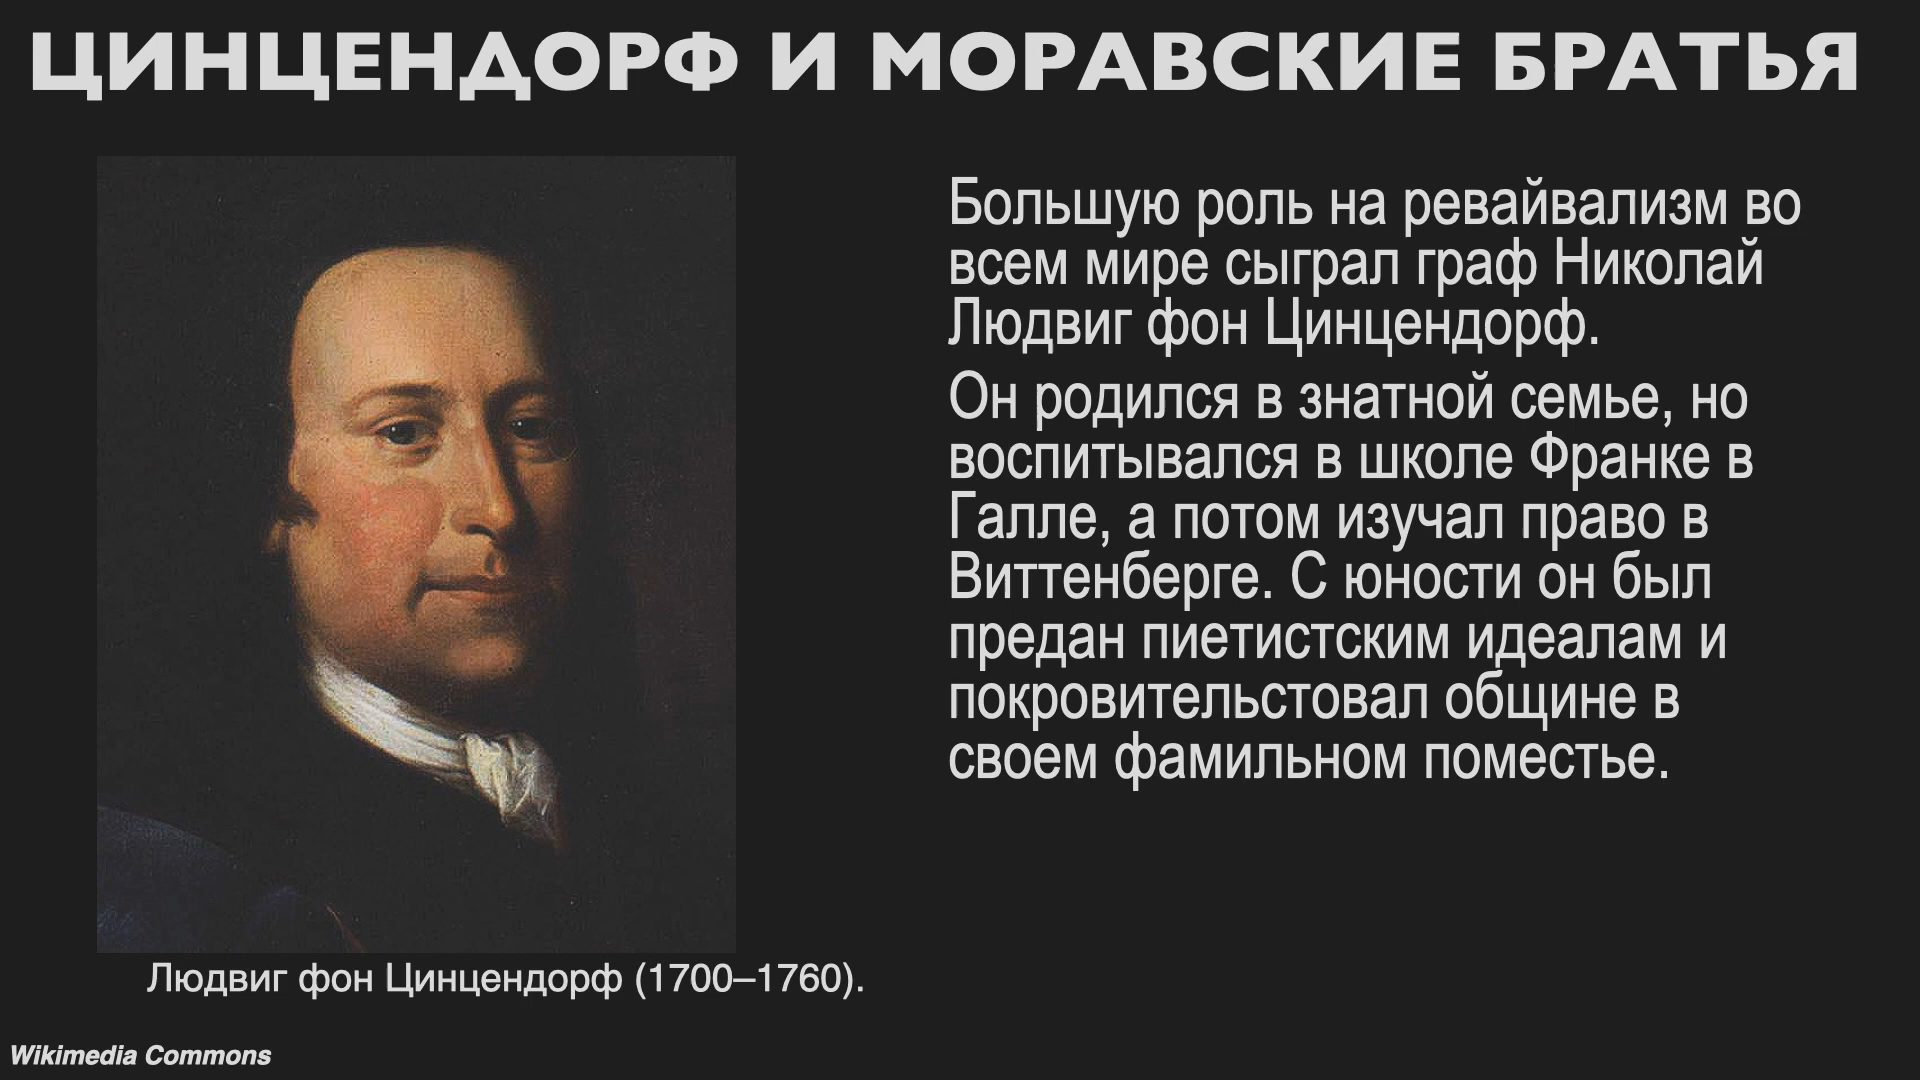 ЦИНЦЕНДОРФ И МОРАВСКИЕ БРАТЬЯ
Большую роль на ревайвализм во
всем мире сыграл граф Николай
Людвиг фон Цинцендорф.
Он родился в знатной семье, но
воспитывался в школе Франке в
Галле, а потом изучал право в
Виттенберге. С юности он был
предан пиетистским идеалам и
покровительстовал общине в
своем фамильном поместье.
Людвиг фон Цинцендорф (1700–1760).
Wikimedia Commons